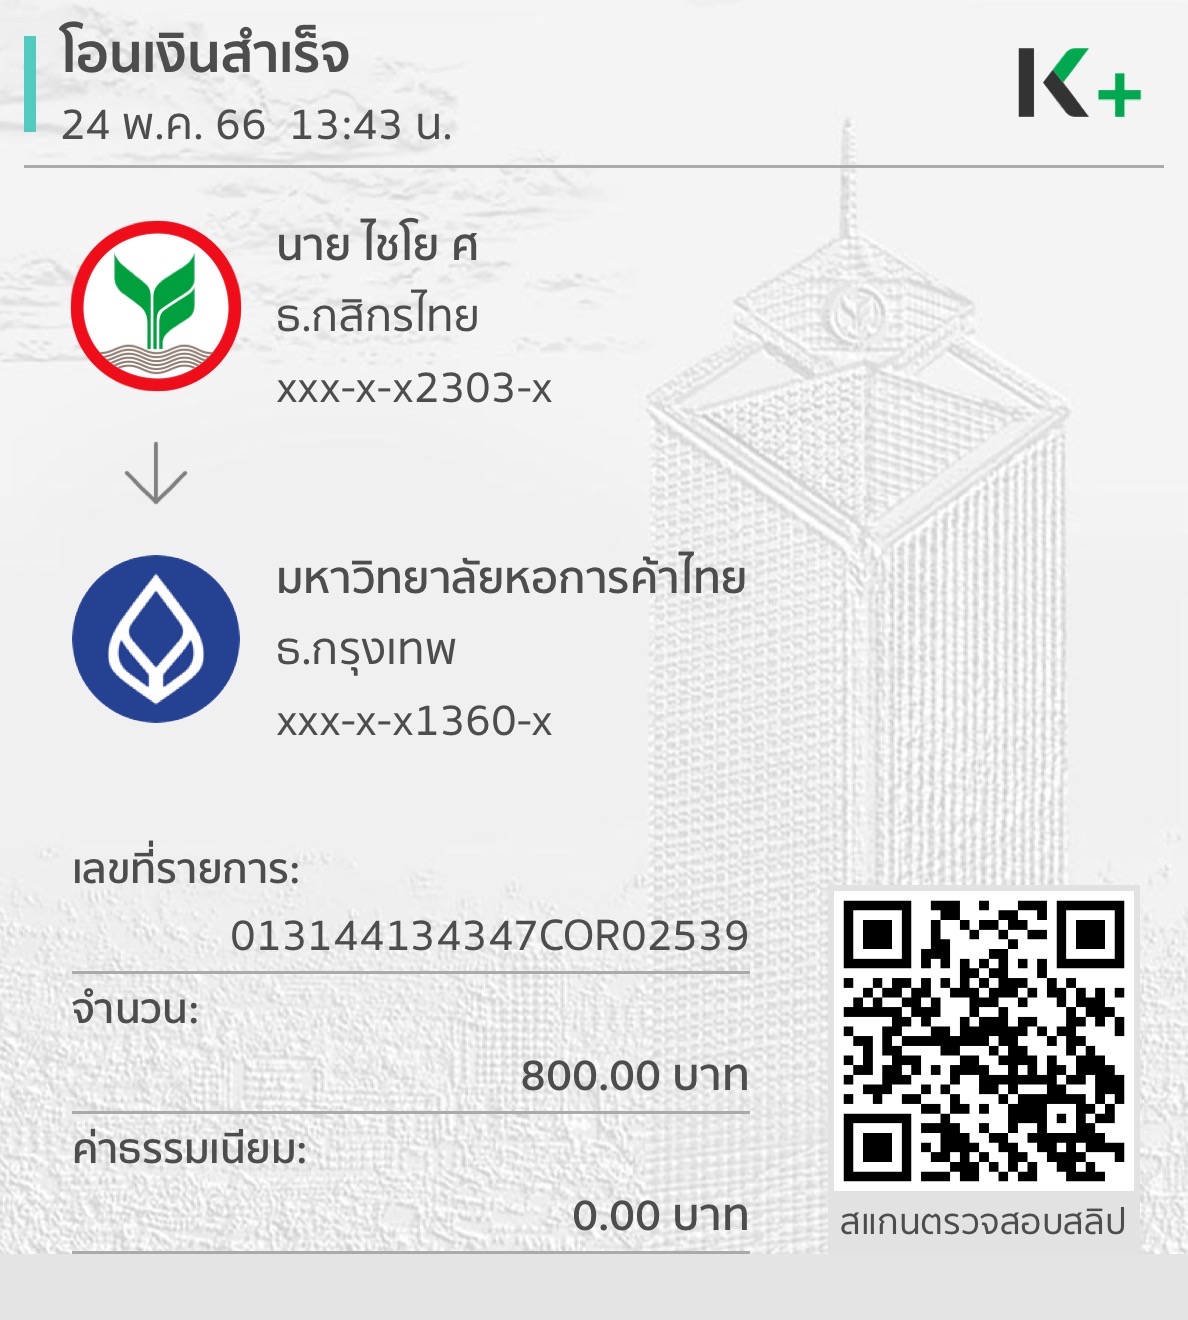 โอนเงินสำเร็จ
24 พ.ค. 66 13:43 น.
K+
นาย ไชโย ศ
ธ.กสิกรไทย
xxx-x-x2303-x
มหาวิทยาลัยหอการค้าไทย
ธ.กรุงเทพ
xxx-x-x1360-x
เลขที่รายการ:
013144134347COR02539
จำนวน:
800.00 บาท
ค่าธรรมเนียม:
0.00 บาท
สแกนตรวจสอบสลิป